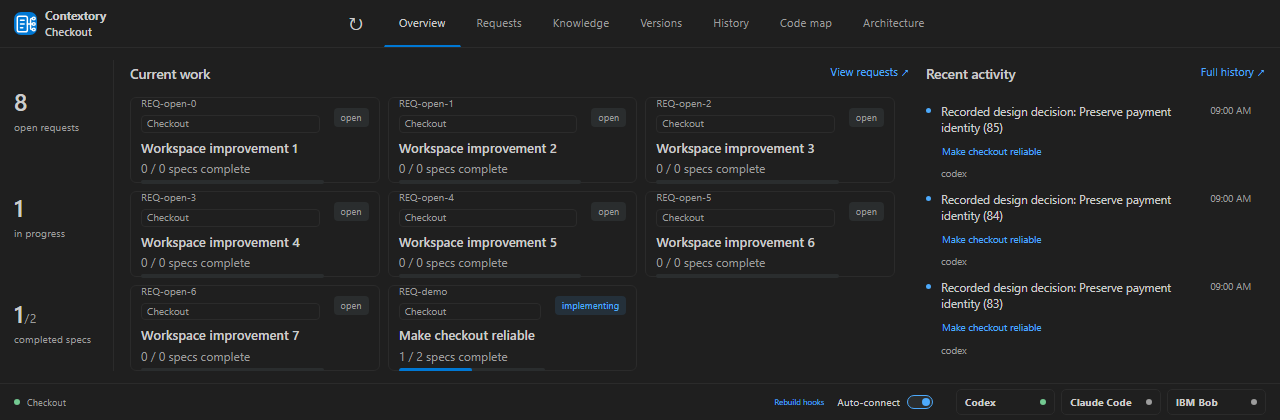 Contextory
Checkout
Overview
Requests
Knowledge
Versions
History
Code map
Architecture
8
open requests
1
in progress
1/2
completed specs
Current work
View requests ↗
REQ-open-0
Checkout
open
Workspace improvement 1
0 / 0 specs complete
REQ-open-1
Checkout
open
Workspace improvement 2
0 / 0 specs complete
REQ-open-2
Checkout
open
Workspace improvement 3
0 / 0 specs complete
REQ-open-3
Checkout
open
Workspace improvement 4
0 / 0 specs complete
REQ-open-4
Checkout
open
Workspace improvement 5
0 / 0 specs complete
REQ-open-5
Checkout
open
Workspace improvement 6
0 / 0 specs complete
REQ-open-6
Checkout
open
Workspace improvement 7
0 / 0 specs complete
REQ-demo
Checkout
implementing
Make checkout reliable
1 / 2 specs complete
Recent activity
Full history ↗
Recorded design decision: Preserve payment
identity (85)
09:00 AM
Make checkout reliable
codex
Recorded design decision: Preserve payment
identity (84)
09:00 AM
Make checkout reliable
codex
Recorded design decision: Preserve payment
identity (83)
09:00 AM
Make checkout reliable
codex
Checkout
Rebuild hooks
Auto-connect
Codex
Claude Code
IBM Bob